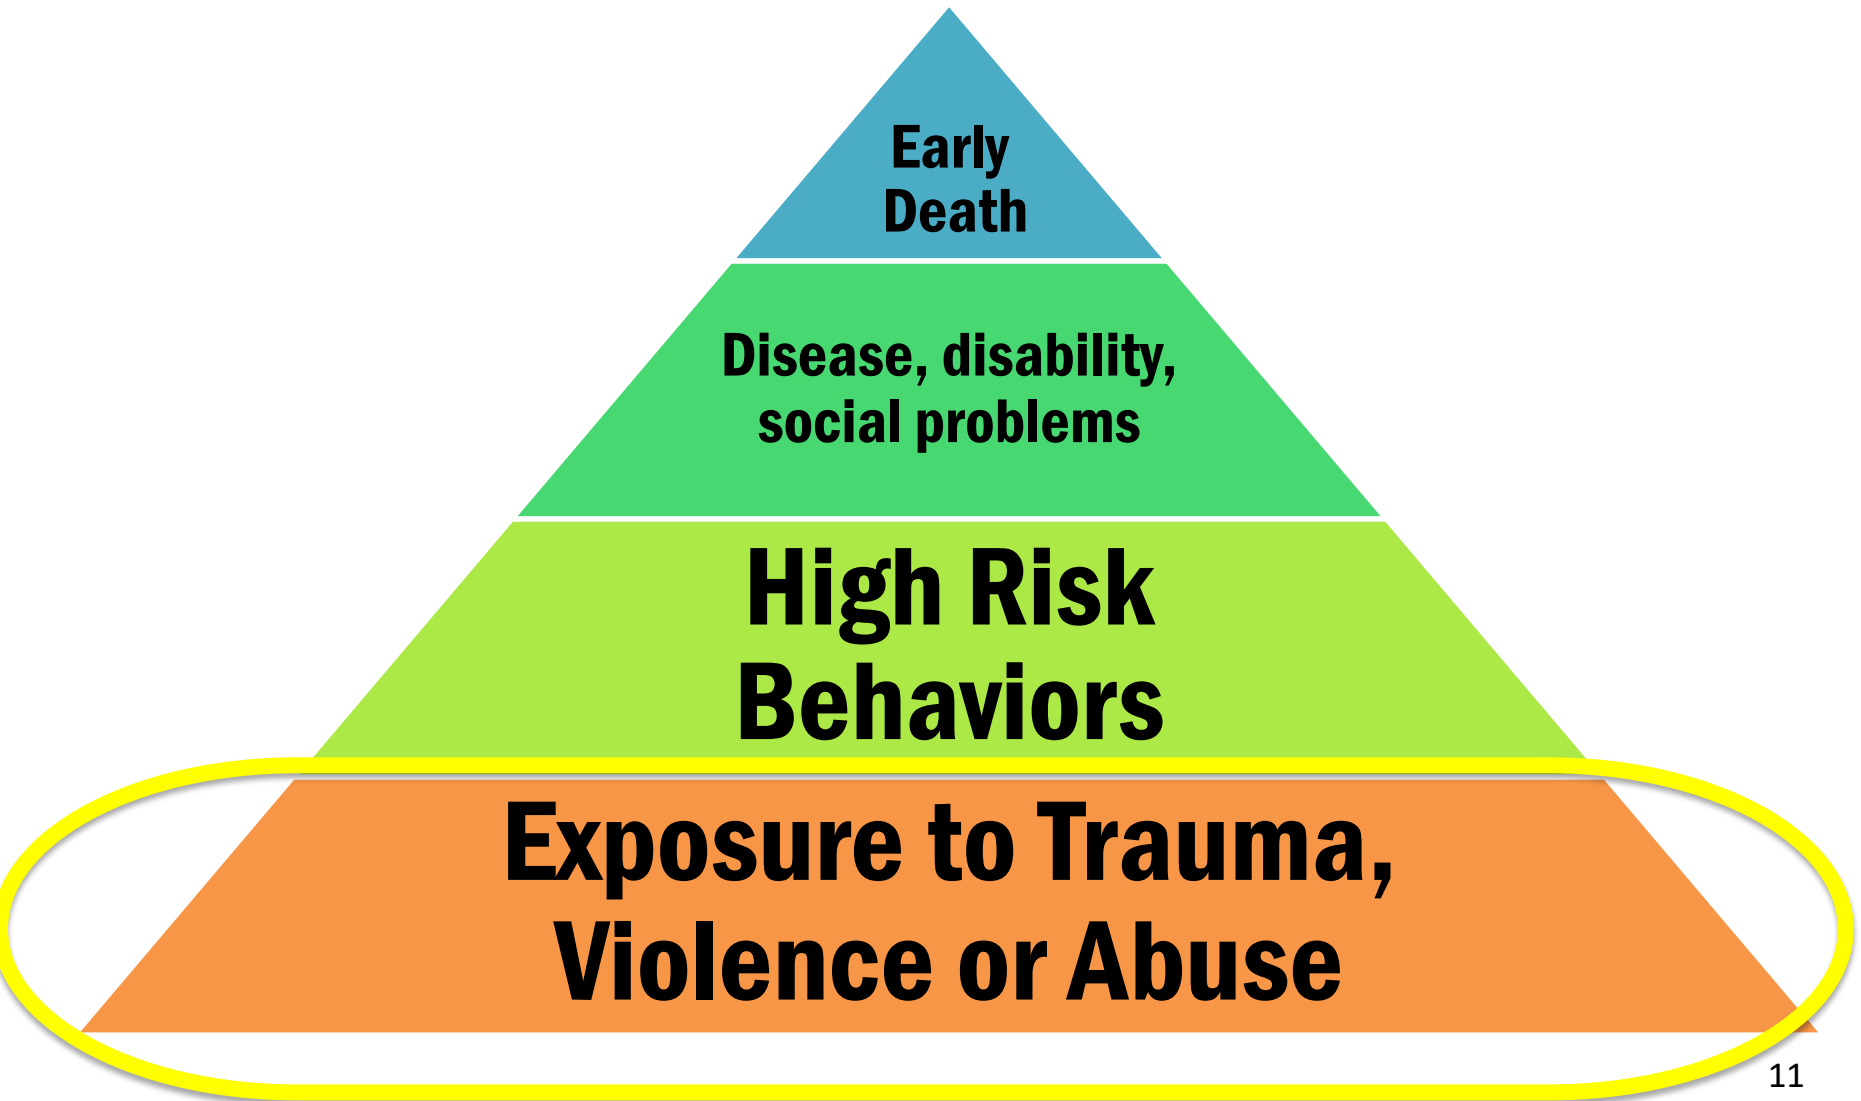 Early
Death
Disease, disability,
social problems
High Risk
Behaviors
Exposure to Trauma,
Violence or Abuse
11